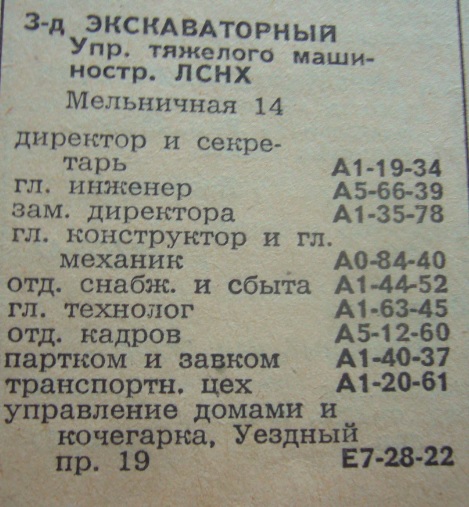 З-д ЭКСКАВАТОРНЫЙ
Упр. тяжелого маши-
ностр. ЛСНХ
Мельничная 14
директор и секре-
тарь А1-19-34
гл. инженер А5-66-39
зам. директора А1-35-78
гл. конструктор и гл.
механик А0-84-40
отд. снабж. и сбыта А1-44-52
гл. технолог А1-63-45
отд. кадров А5-12-60
партком и завком А1-40-37
транспортн. цех А1-20-61
управление домами и
кочегарка, Уездный
пр. 19 Е7-28-22